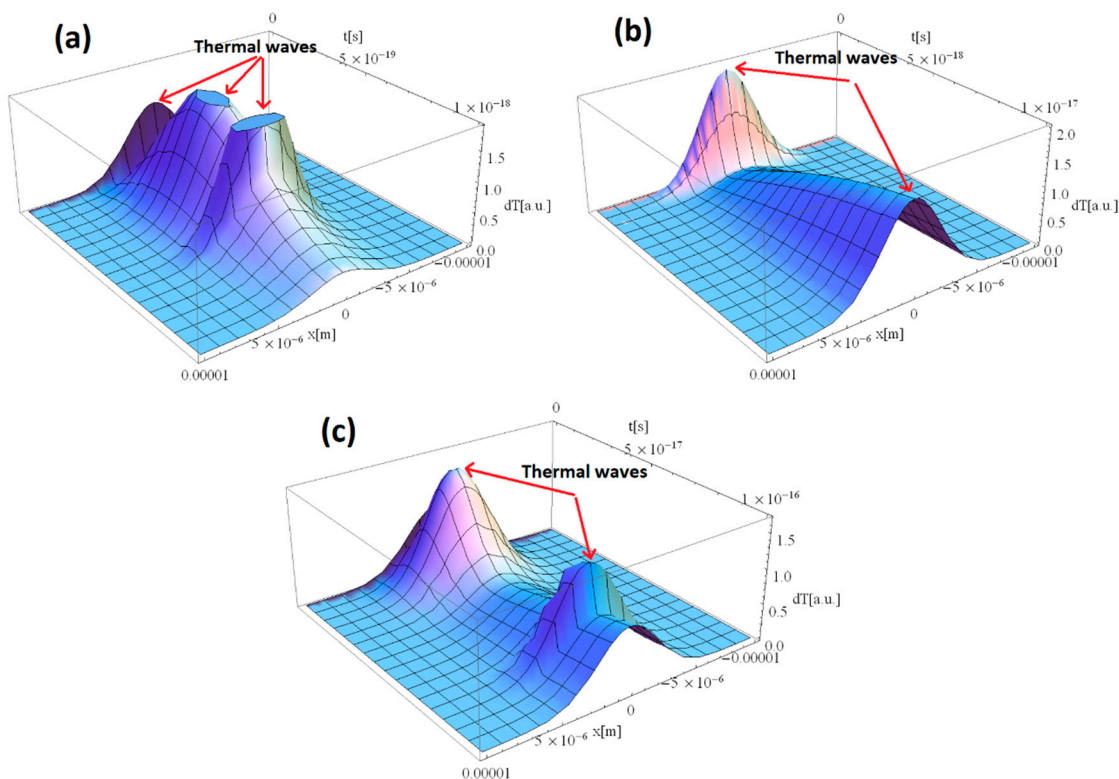 (a)
Thermal waves
0
t[s]
5 × 10⁻¹⁹
1 × 10⁻¹⁸
1.5
1.0
dT[a.u.]
0.5
0.0
−0.00001
−5 × 10⁻⁶
0
x[m]
5 × 10⁻⁶
0.00001
(b)
Thermal waves
0
t[s]
5 × 10⁻¹⁸
1 × 10⁻¹⁷
2.0
1.5
1.0
dT[a.u.]
0.5
0.0
−0.00001
−5 × 10⁻⁶
0
x[m]
5 × 10⁻⁶
0.00001
(c)
Thermal waves
0
t[s]
5 × 10⁻¹⁷
1 × 10⁻¹⁶
1.5
1.0
dT[a.u.]
0.5
0.0
−0.00001
−5 × 10⁻⁶
0
x[m]
5 × 10⁻⁶
0.00001